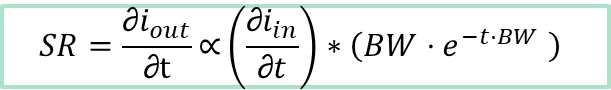 SR = ∂i_out/∂t ∝ (∂i_in/∂t) * (BW · e^(−t·BW) )